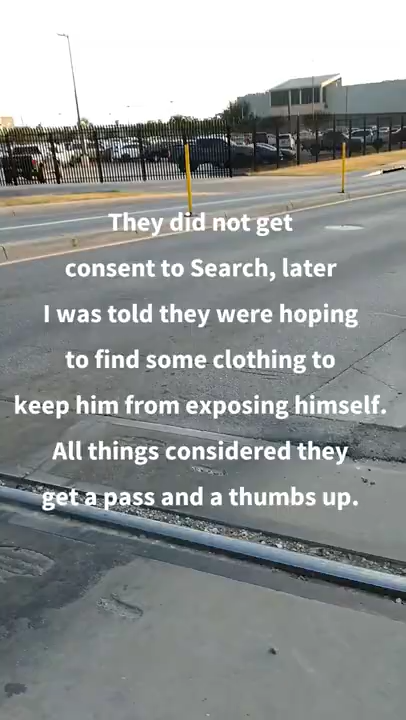 They did not get
consent to Search, later
I was told they were hoping
to find some clothing to
keep him from exposing himself.
All things considered they
get a pass and a thumbs up.